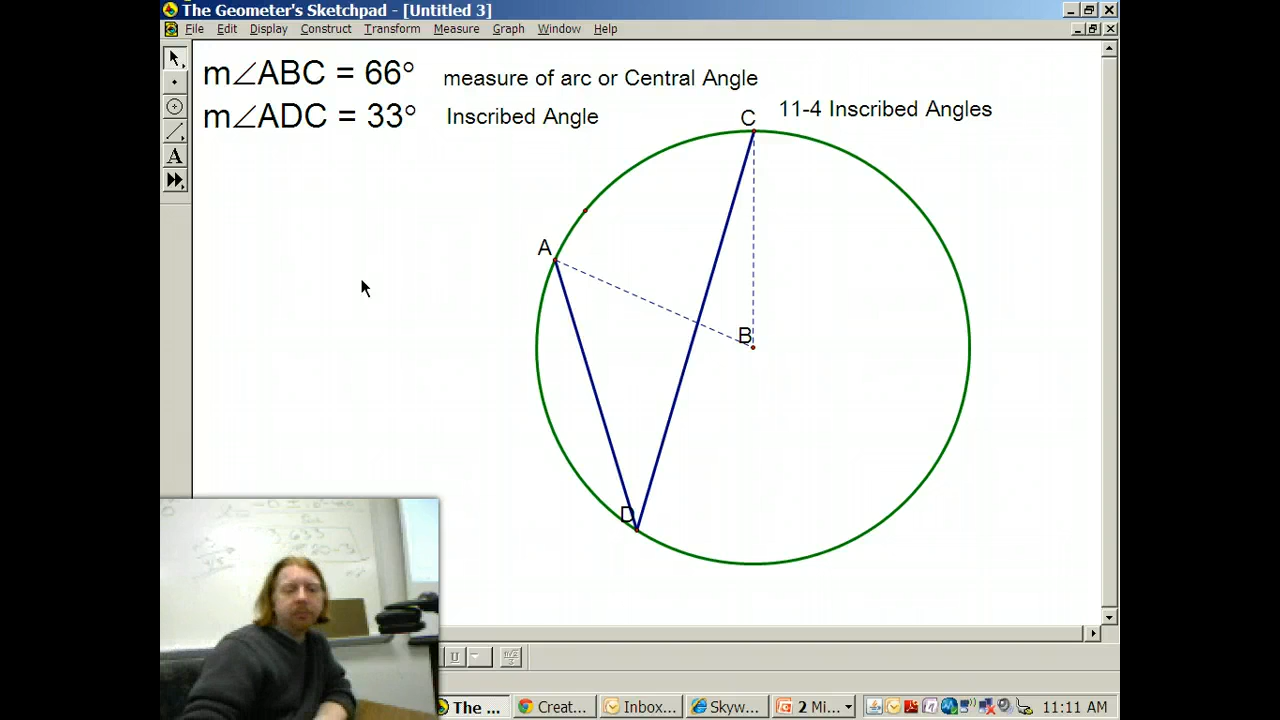 The Geometer's Sketchpad - [Untitled 3]
File Edit Display Construct Transform Measure Graph Window Help
m∠ABC = 66° measure of arc or Central Angle
m∠ADC = 33° Inscribed Angle
11-4 Inscribed Angles
C
A
B
D
A
U
The ... Creat... Inbox... Skyw... 2 Mi... 11:11 AM